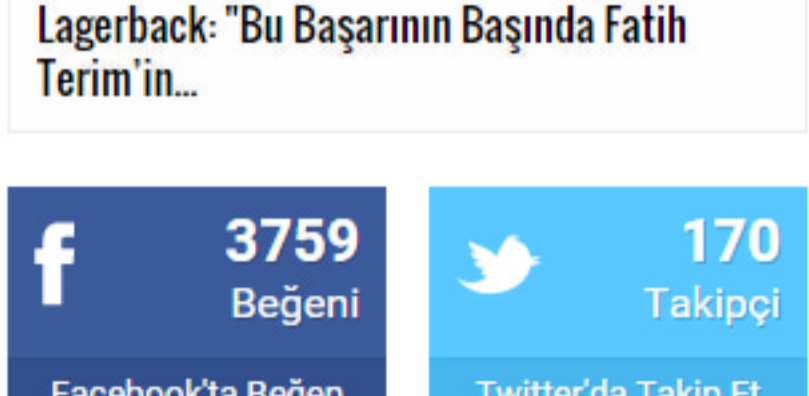 Lagerback: "Bu Başarının Başında Fatih
Terim'in...
3759
Beğeni
Facebook'ta Beğen
170
Takipçi
Twitter'da Takip Et